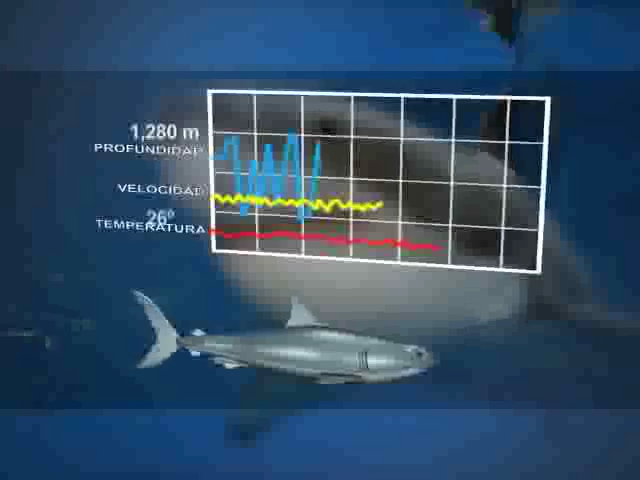 1,280 m
PROFUNDIDAD
VELOCIDAD
26º
TEMPERATURA